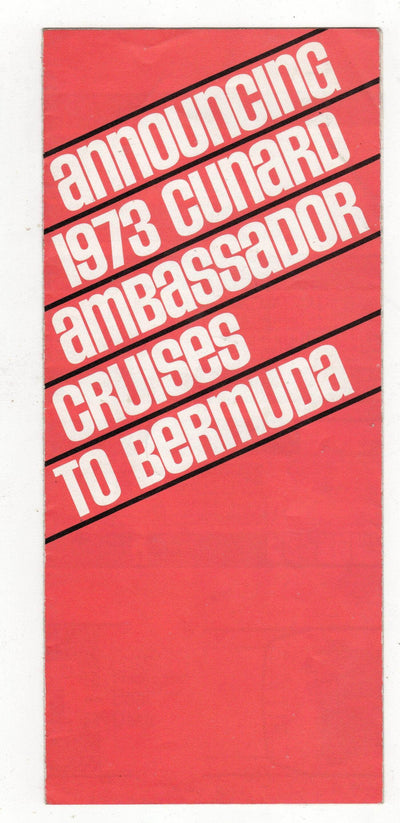 announcing
1973 cunard
ambassador
cruises
to bermuda